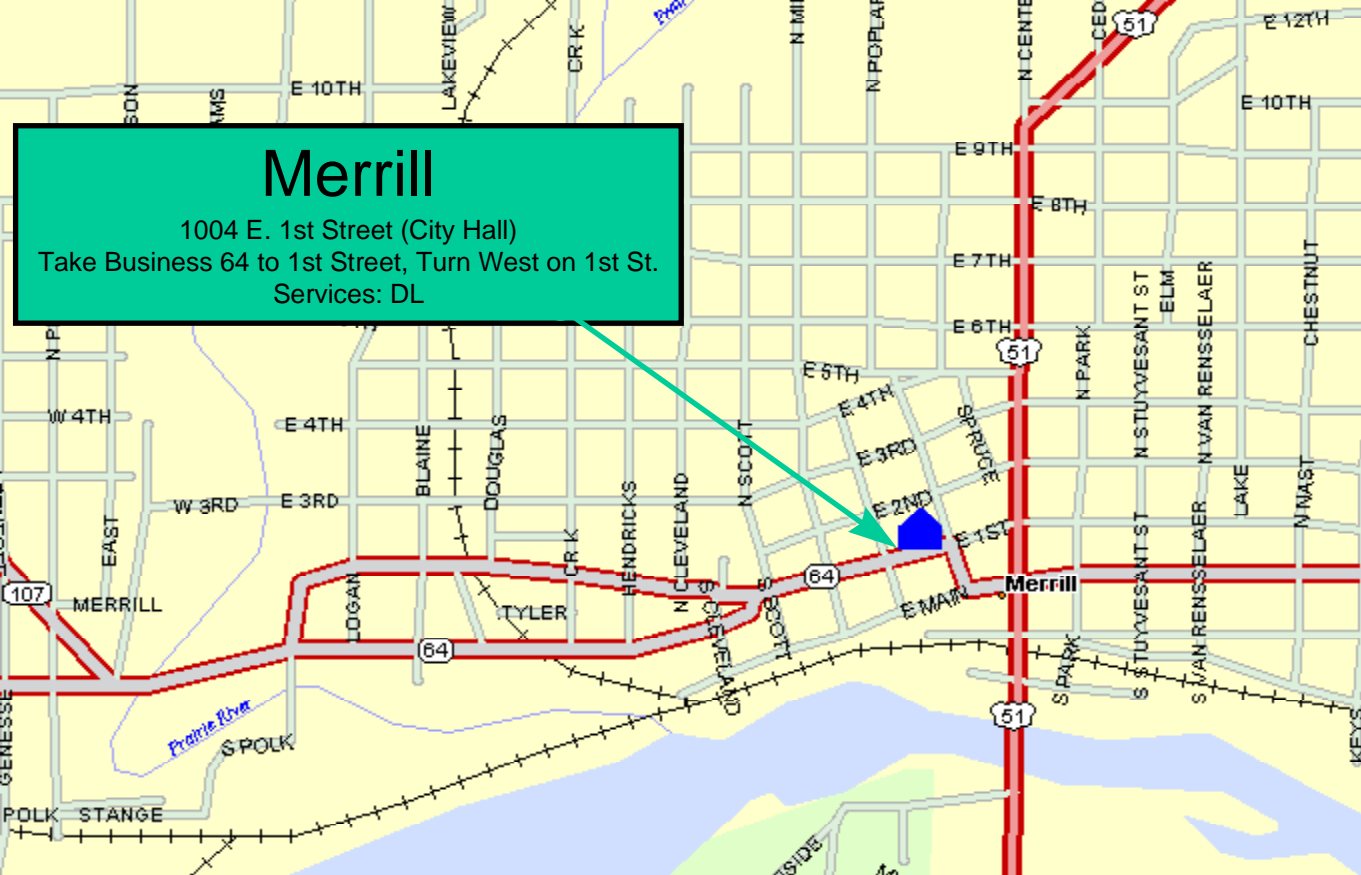 Merrill
1004 E. 1st Street (City Hall)
Take Business 64 to 1st Street, Turn West on 1st St.
Services: DL
LAKEVIEW
CR K
N POPLAR
51
E 12TH
E 10TH
E 10TH
E 9TH
E 8TH
E 7TH
E 6TH
51
E 5TH
N PARK
N STUYVESANT ST
ELM
N VAN RENSSELAER
CHESTNUT
W 4TH
E 4TH
E 4TH
BLAINE
DOUGLAS
N SCOTT
SPRUCE
E 3RD
W 3RD
E 3RD
HENDRICKS
N CLEVELAND
E 2ND
LAKE
N NAST
EAST
CR K
E 1ST
64
Merrill
107
MERRILL
LOGAN
TYLER
S CLEVELAND
S SCOTT
E MAIN
64
S PARK
S STUYVESANT ST
S VAN RENSSELAER
51
Prairie River
S POLK
GENESSE
KEYS
POLK
STANGE